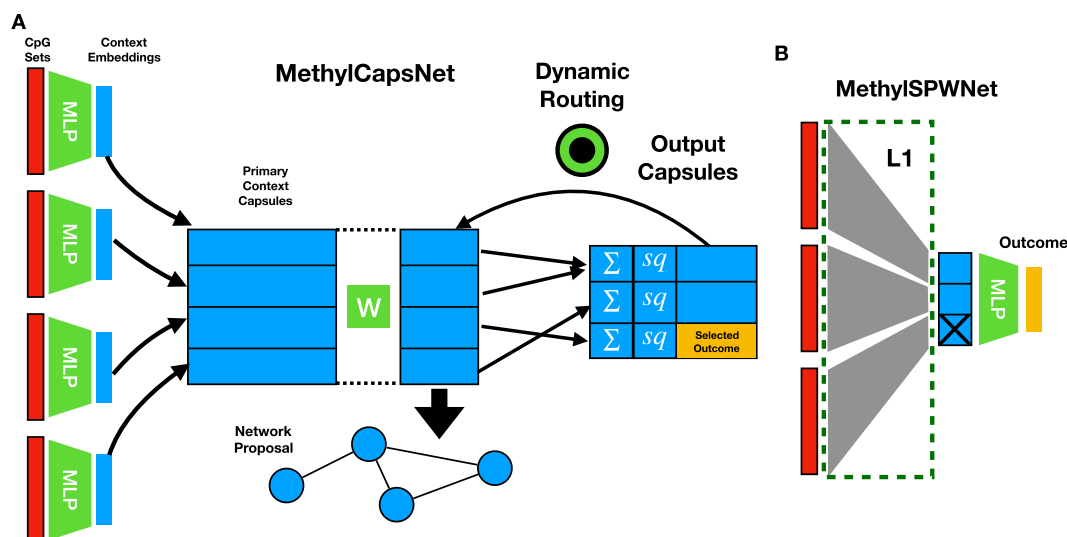 A
CpG
Sets
Context
Embeddings
MLP
MLP
MLP
MLP
MethylCapsNet
Primary
Context
Capsules
W
Dynamic
Routing
Output
Capsules
∑ sq
∑ sq
∑ sq
Selected
Outcome
Network
Proposal
B
MethylSPWNet
L1
Outcome
MLP